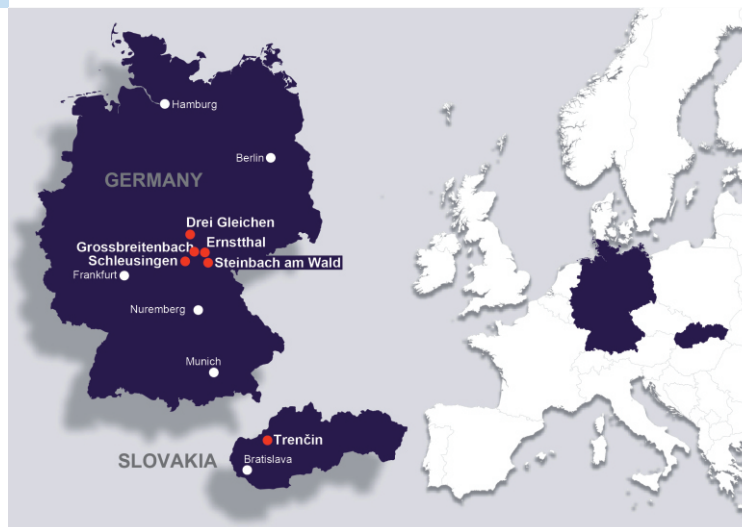 Hamburg
Berlin
GERMANY
Drei Gleichen
Grossbreitenbach
Ernstthal
Schleusingen
Steinbach am Wald
Frankfurt
Nuremberg
Munich
Trenčin
SLOVAKIA
Bratislava